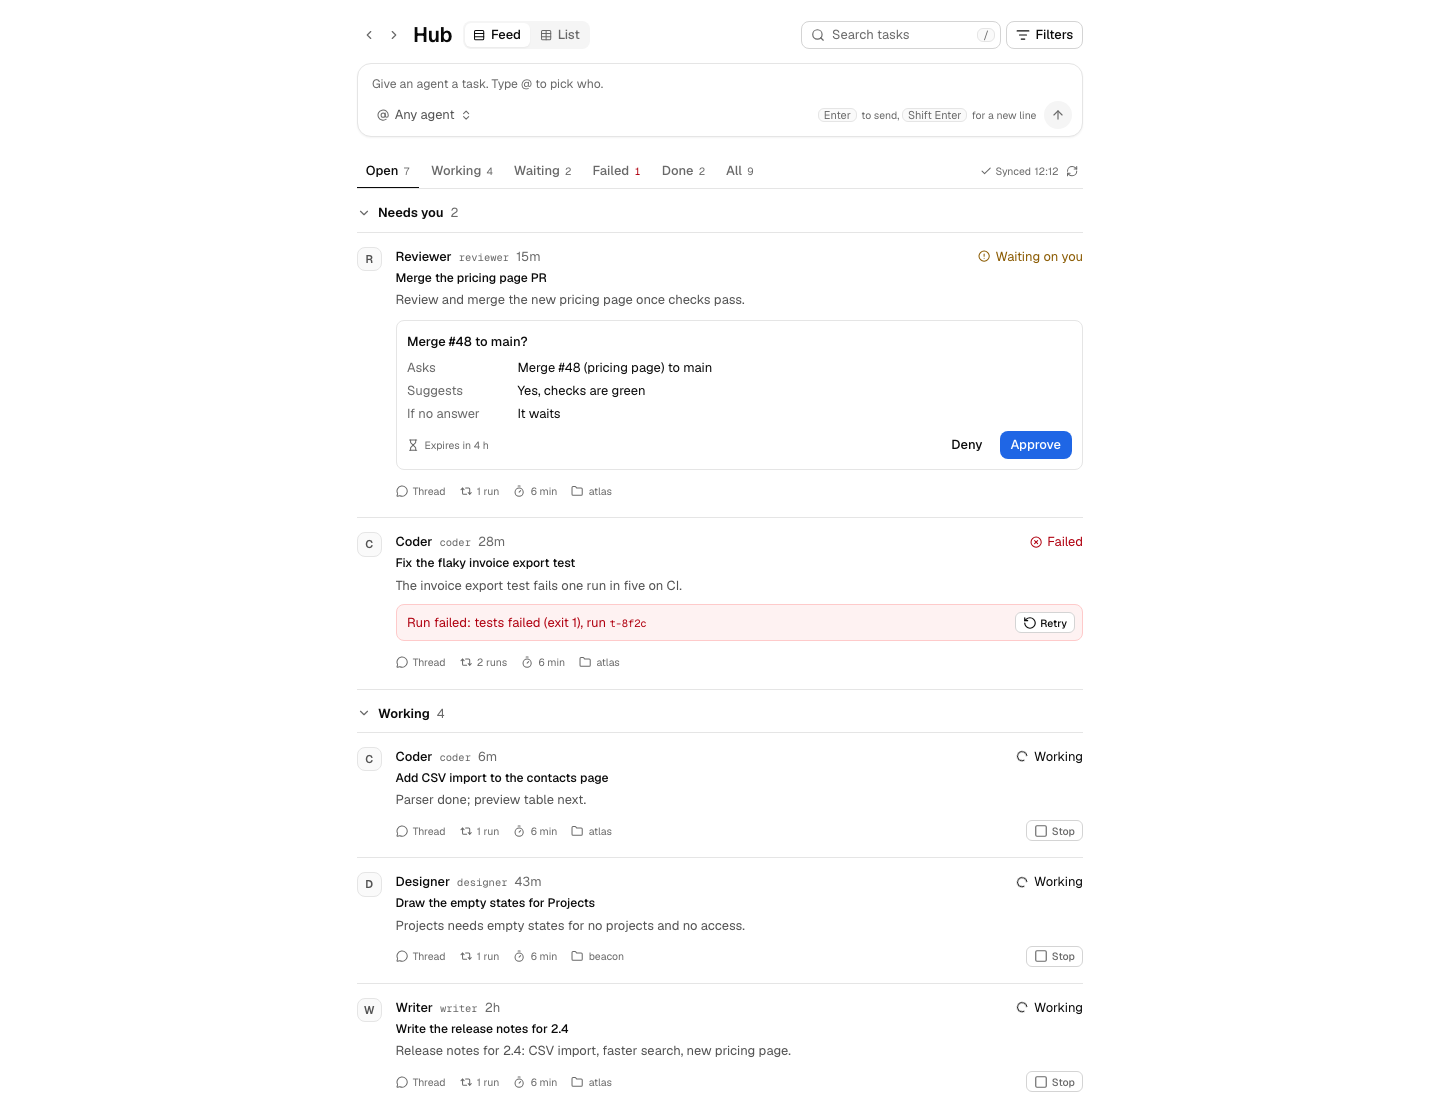 Hub Feed List Search tasks / Filters
Give an agent a task. Type @ to pick who.
@ Any agent Enter to send, Shift Enter for a new line
Open 7 Working 4 Waiting 2 Failed 1 Done 2 All 9 Synced 12:12
Needs you 2
R Reviewer reviewer 15m Waiting on you
Merge the pricing page PR
Review and merge the new pricing page once checks pass.
Merge #48 to main?
Asks Merge #48 (pricing page) to main
Suggests Yes, checks are green
If no answer It waits
Expires in 4 h Deny Approve
Thread 1 run 6 min atlas
C Coder coder 28m Failed
Fix the flaky invoice export test
The invoice export test fails one run in five on CI.
Run failed: tests failed (exit 1), run t-8f2c Retry
Thread 2 runs 6 min atlas
Working 4
C Coder coder 6m Working
Add CSV import to the contacts page
Parser done; preview table next.
Thread 1 run 6 min atlas Stop
D Designer designer 43m Working
Draw the empty states for Projects
Projects needs empty states for no projects and no access.
Thread 1 run 6 min beacon Stop
W Writer writer 2h Working
Write the release notes for 2.4
Release notes for 2.4: CSV import, faster search, new pricing page.
Thread 1 run 6 min atlas Stop